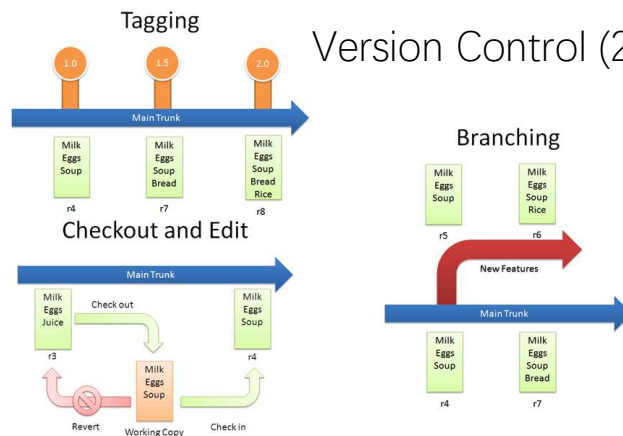 Tagging
Version Control (2
1.0
1.5
2.0
Main Trunk
Milk
Eggs
Soup
r4
Milk
Eggs
Soup
Bread
r7
Milk
Eggs
Soup
Bread
Rice
r8
Checkout and Edit
Main Trunk
Milk
Eggs
Juice
r3
Check out
Milk
Eggs
Soup
r4
Milk
Eggs
Soup
Revert
Working Copy
Check in
Branching
Milk
Eggs
Soup
r5
Milk
Eggs
Soup
Rice
r6
New Features
Main Trunk
Milk
Eggs
Soup
r4
Milk
Eggs
Soup
Bread
r7